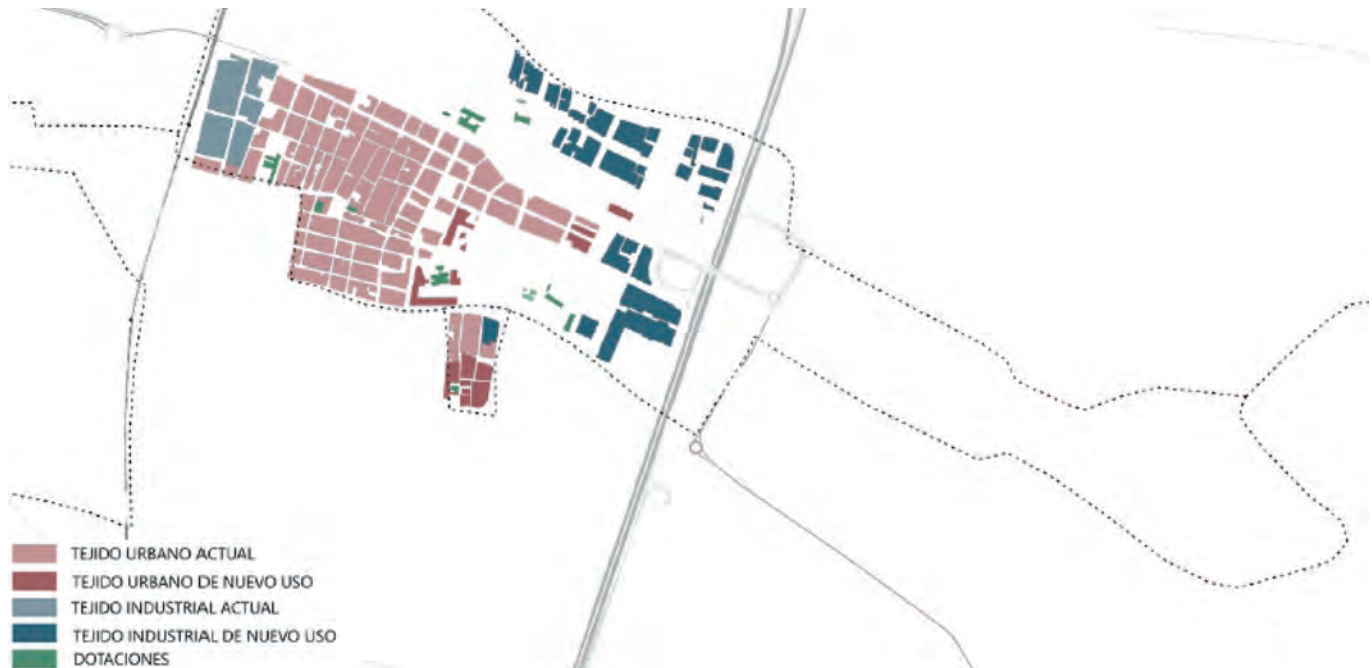 TEJIDO URBANO ACTUAL
TEJIDO URBANO DE NUEVO USO
TEJIDO INDUSTRIAL ACTUAL
TEJIDO INDUSTRIAL DE NUEVO USO
DOTACIONES